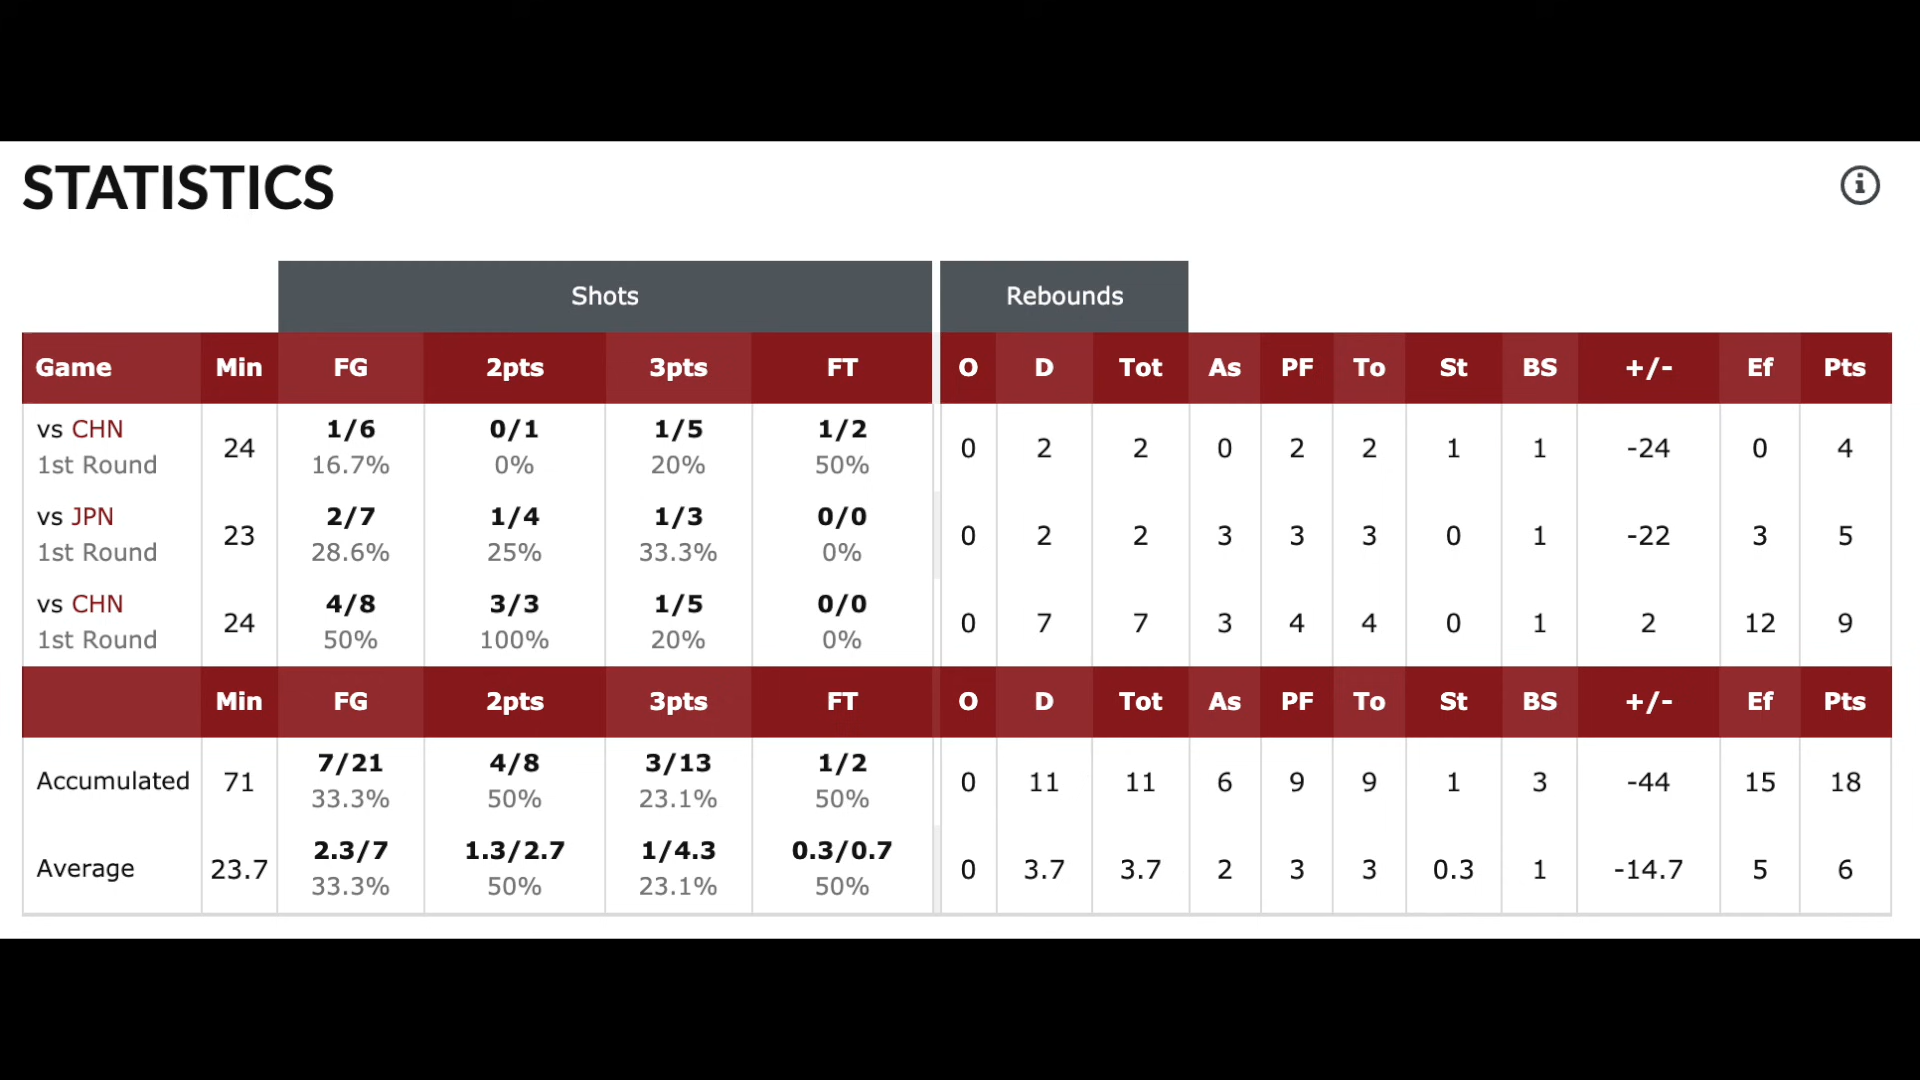 STATISTICS
Shots Rebounds
Game Min FG 2pts 3pts FT O D Tot As PF To St BS +/- Ef Pts
vs CHN 1/6 0/1 1/5 1/2
24 0 2 2 0 2 2 1 1 -24 0 4
1st Round 16.7% 0% 20% 50%
vs JPN 2/7 1/4 1/3 0/0
23 0 2 2 3 3 3 0 1 -22 3 5
1st Round 28.6% 25% 33.3% 0%
vs CHN 4/8 3/3 1/5 0/0
24 0 7 7 3 4 4 0 1 2 12 9
1st Round 50% 100% 20% 0%
Min FG 2pts 3pts FT O D Tot As PF To St BS +/- Ef Pts
7/21 4/8 3/13 1/2
Accumulated 71 0 11 11 6 9 9 1 3 -44 15 18
33.3% 50% 23.1% 50%
2.3/7 1.3/2.7 1/4.3 0.3/0.7
Average 23.7 0 3.7 3.7 2 3 3 0.3 1 -14.7 5 6
33.3% 50% 23.1% 50%